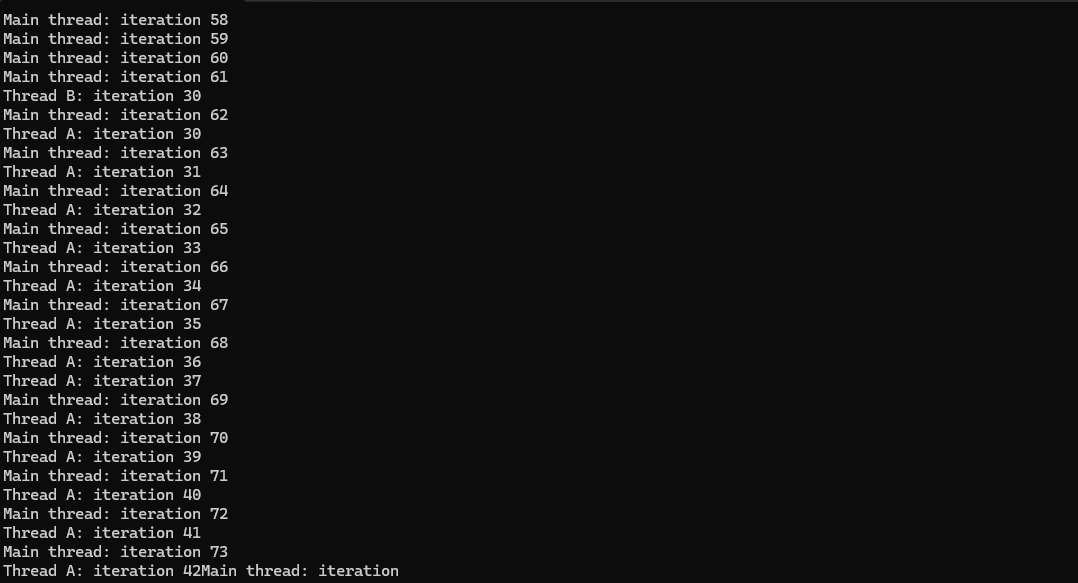 Main thread: iteration 58
Main thread: iteration 59
Main thread: iteration 60
Main thread: iteration 61
Thread B: iteration 30
Main thread: iteration 62
Thread A: iteration 30
Main thread: iteration 63
Thread A: iteration 31
Main thread: iteration 64
Thread A: iteration 32
Main thread: iteration 65
Thread A: iteration 33
Main thread: iteration 66
Thread A: iteration 34
Main thread: iteration 67
Thread A: iteration 35
Main thread: iteration 68
Thread A: iteration 36
Thread A: iteration 37
Main thread: iteration 69
Thread A: iteration 38
Main thread: iteration 70
Thread A: iteration 39
Main thread: iteration 71
Thread A: iteration 40
Main thread: iteration 72
Thread A: iteration 41
Main thread: iteration 73
Thread A: iteration 42Main thread: iteration